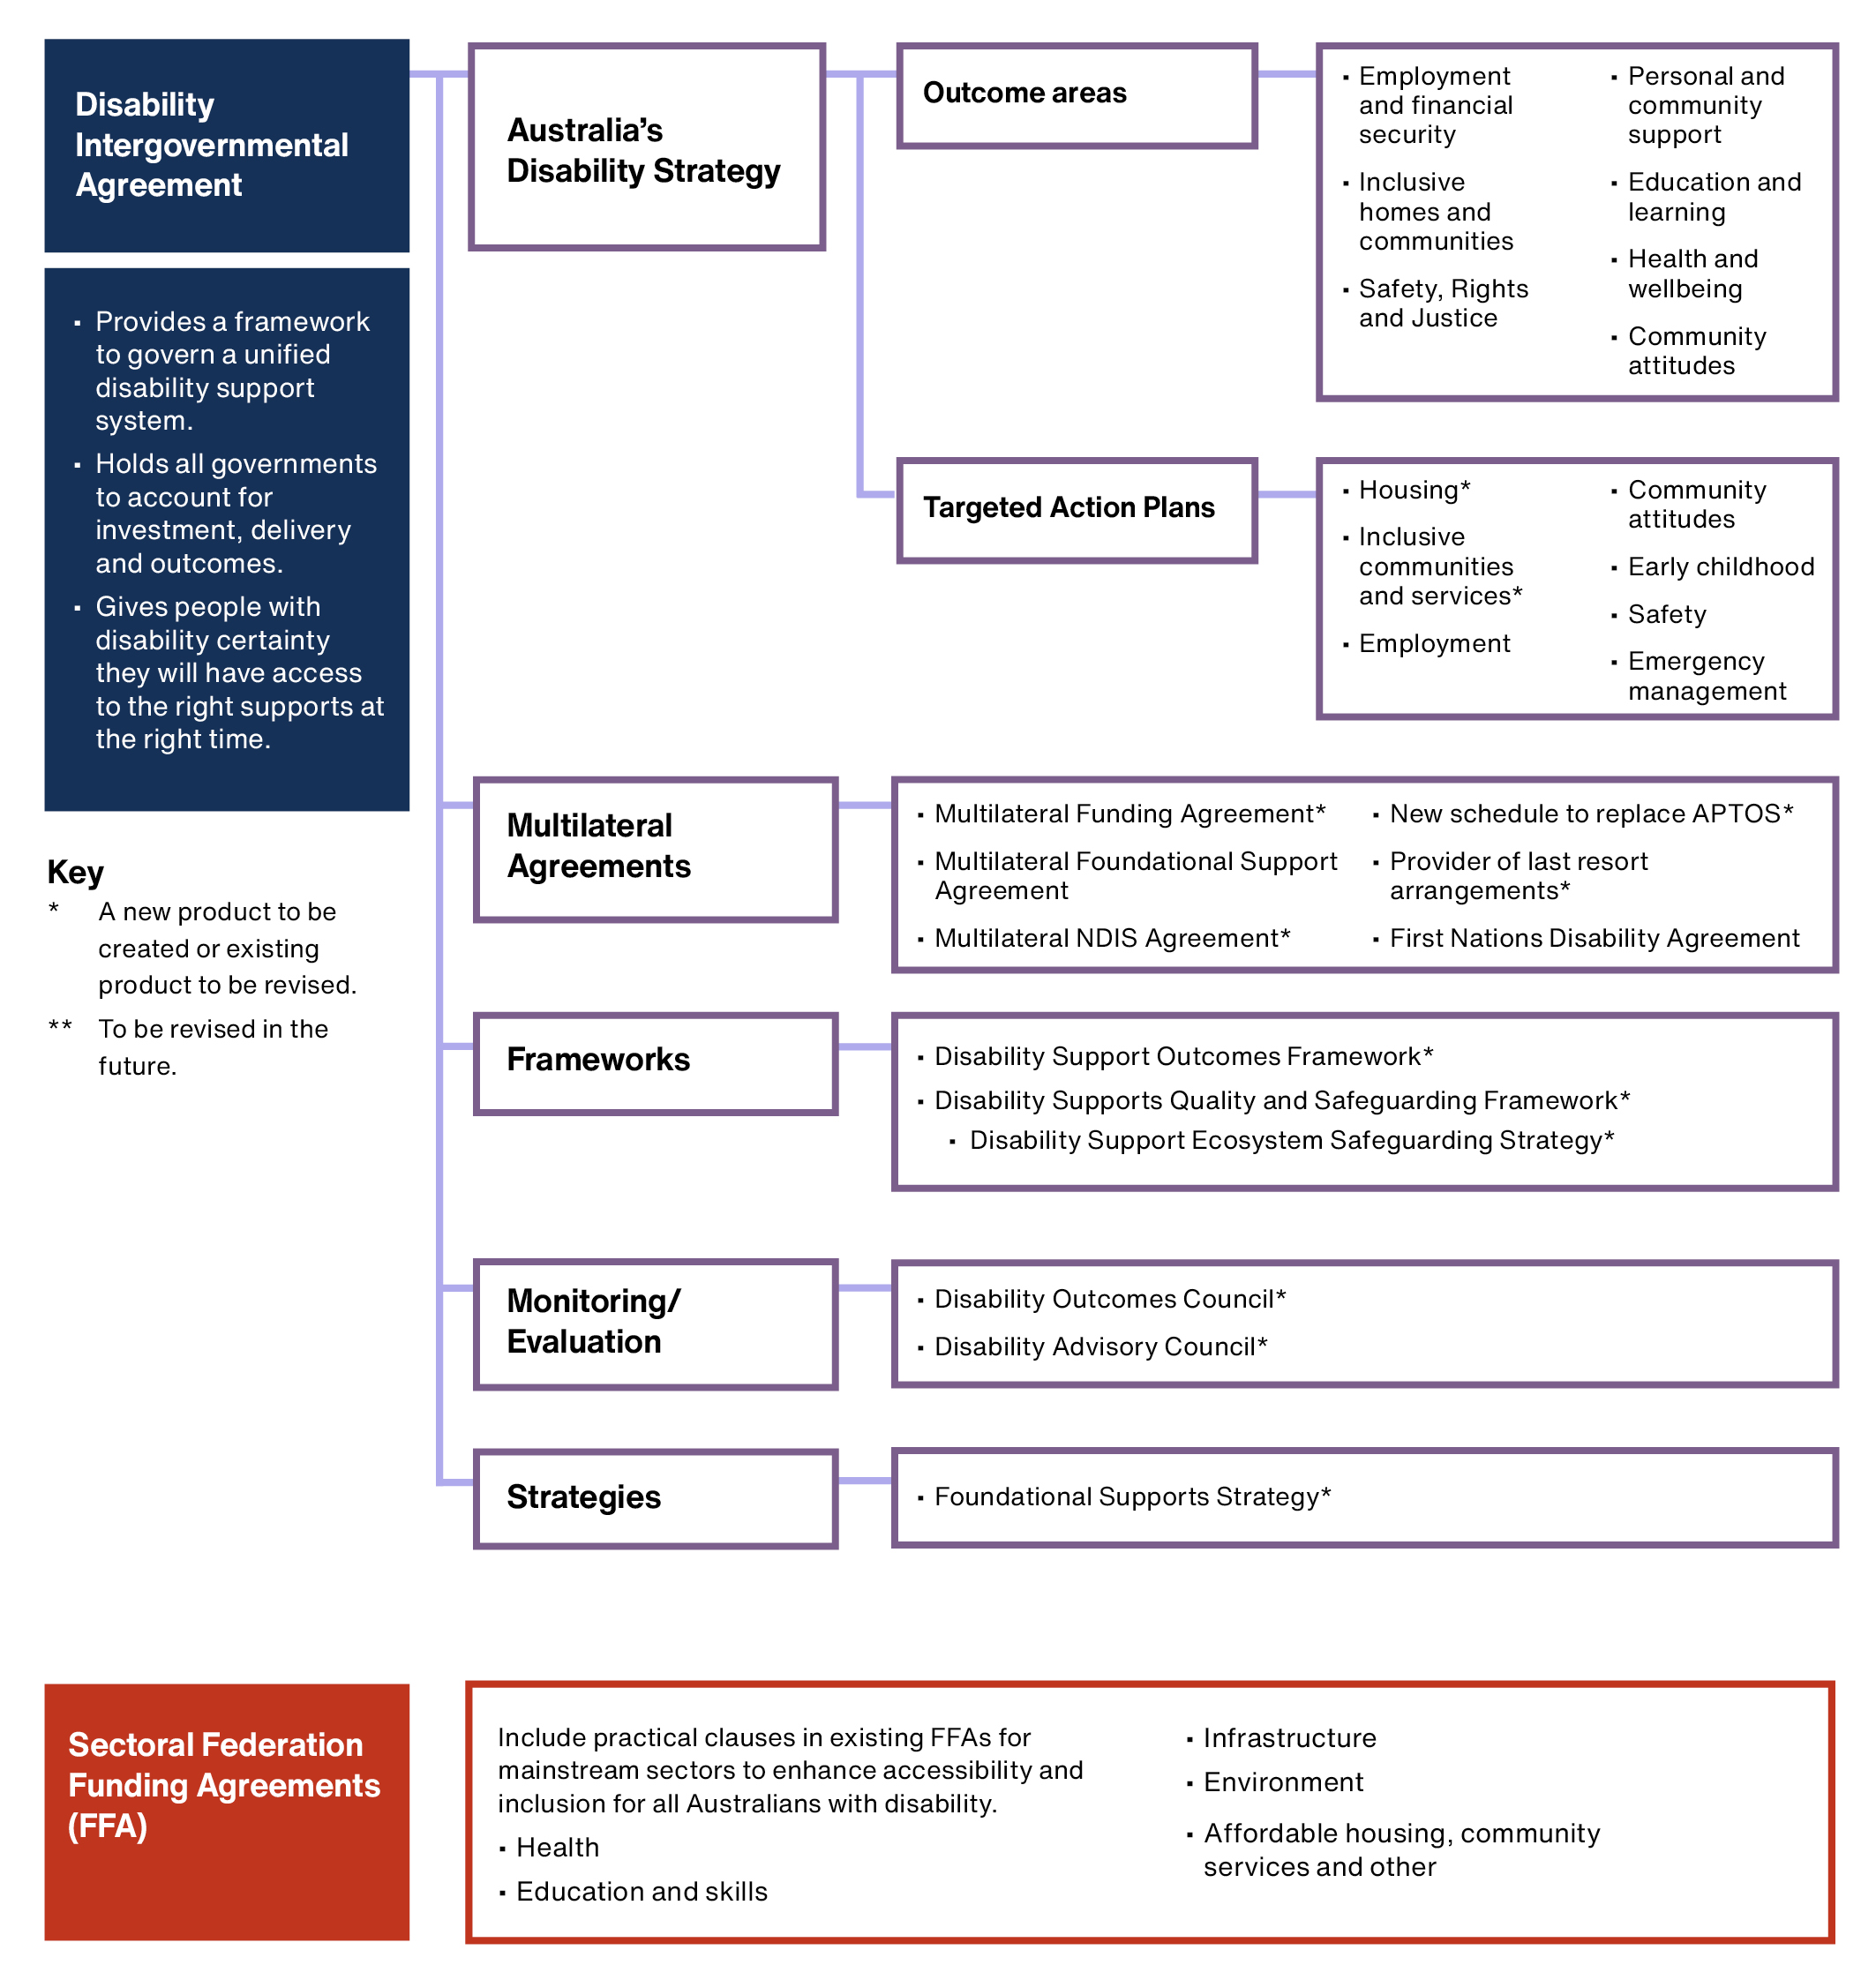 Disability
Intergovernmental
Agreement
▪ Provides a framework
to govern a unified
disability support
system.
▪ Holds all governments
to account for
investment, delivery
and outcomes.
▪ Gives people with
disability certainty
they will have access
to the right supports at
the right time.
Key
* A new product to be
created or existing
product to be revised.
** To be revised in the
future.
Australia’s
Disability Strategy
Outcome areas
▪ Employment
and financial
security
▪ Inclusive
homes and
communities
▪ Safety, Rights
and Justice
▪ Personal and
community
support
▪ Education and
learning
▪ Health and
wellbeing
▪ Community
attitudes
Targeted Action Plans
▪ Housing*
▪ Inclusive
communities
and services*
▪ Employment
▪ Community
attitudes
▪ Early childhood
▪ Safety
▪ Emergency
management
Multilateral
Agreements
▪ Multilateral Funding Agreement*
▪ Multilateral Foundational Support
Agreement
▪ Multilateral NDIS Agreement*
▪ New schedule to replace APTOS*
▪ Provider of last resort
arrangements*
▪ First Nations Disability Agreement
Frameworks
▪ Disability Support Outcomes Framework*
▪ Disability Supports Quality and Safeguarding Framework*
▪ Disability Support Ecosystem Safeguarding Strategy*
Monitoring/
Evaluation
▪ Disability Outcomes Council*
▪ Disability Advisory Council*
Strategies
▪ Foundational Supports Strategy*
Sectoral Federation
Funding Agreements
(FFA)
Include practical clauses in existing FFAs for
mainstream sectors to enhance accessibility and
inclusion for all Australians with disability.
▪ Health
▪ Education and skills
▪ Infrastructure
▪ Environment
▪ Affordable housing, community
services and other